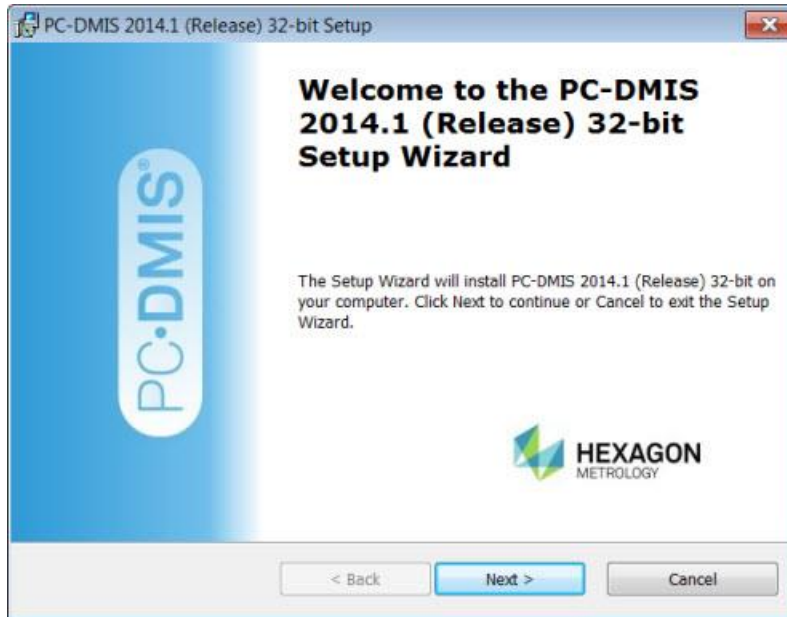 PC-DMIS 2014.1 (Release) 32-bit Setup
Welcome to the PC-DMIS
2014.1 (Release) 32-bit
Setup Wizard
PC•DMIS®
The Setup Wizard will install PC-DMIS 2014.1 (Release) 32-bit on
your computer. Click Next to continue or Cancel to exit the Setup
Wizard.
HEXAGON
METROLOGY
< Back
Next >
Cancel